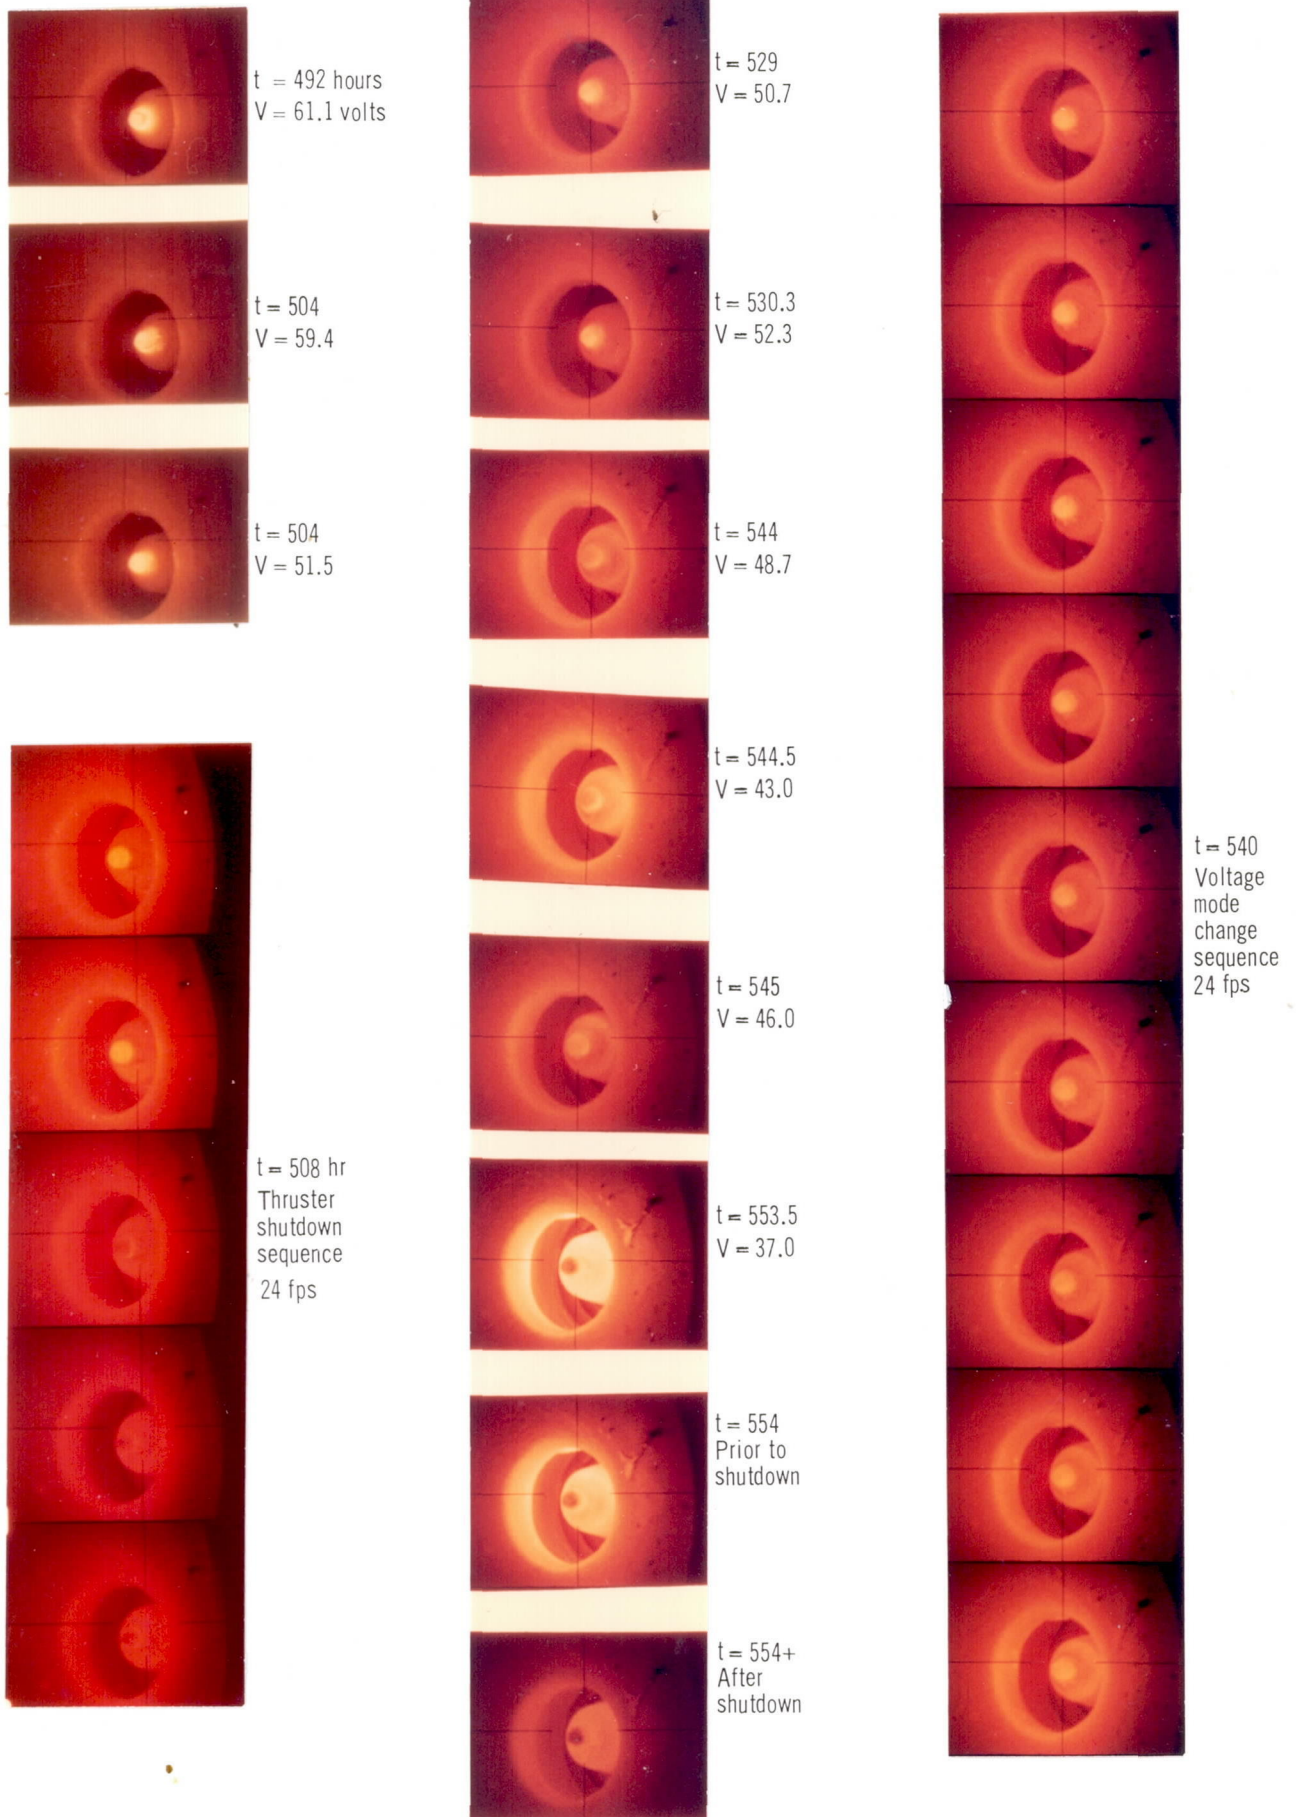 t = 492 hours
V = 61.1 volts
t = 504
V = 59.4
t = 504
V = 51.5
t = 508 hr
Thruster
shutdown
sequence
24 fps
t = 529
V = 50.7
t = 530.3
V = 52.3
t = 544
V = 48.7
t = 544.5
V = 43.0
t = 545
V = 46.0
t = 553.5
V = 37.0
t = 554
Prior to
shutdown
t = 554+
After
shutdown
t = 540
Voltage
mode
change
sequence
24 fps